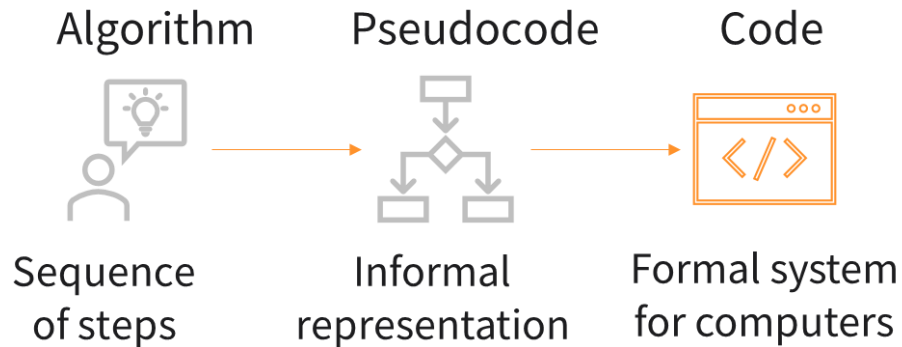 Algorithm
Pseudocode
Code
</>
Sequence
of steps
Informal
representation
Formal system
for computers